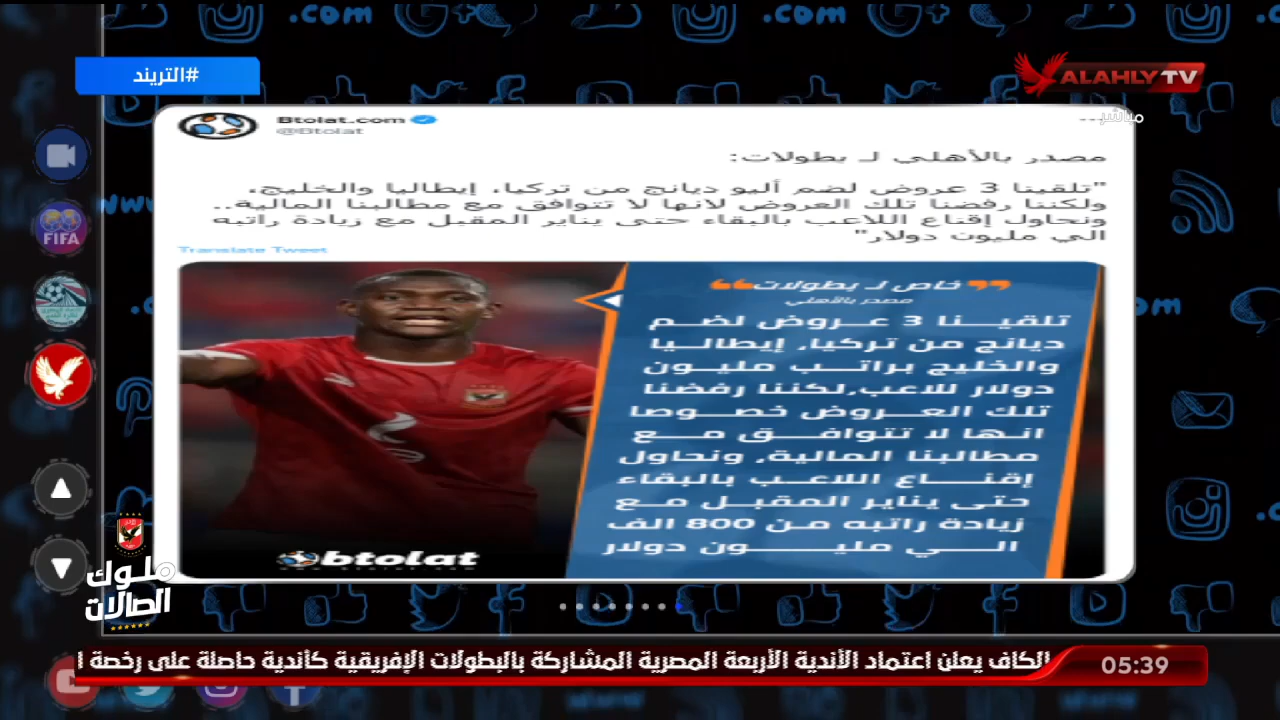 #التريند
ALAHLY TV
مباشر
Btolat.com
@Btolat
مصدر بالأهلي لـ بطولات:
"تلقينا 3 عروض لضم أليو ديانج من تركيا، إيطاليا والخليج،
ولكننا رفضنا تلك العروض لانها لا تتوافق مع مطالبنا المالية..
ونحاول إقناع اللاعب بالبقاء حتى يناير المقبل مع زيادة راتبه
الي مليون دولار"
Translate Tweet
خاص لـ بطولات
مصدر بالأهلي
تلقينا 3 عروض لضم
ديانج من تركيا، إيطاليا
والخليج براتب مليون
دولار للاعب,لكننا رفضنا
تلك العروض خصوصا
انها لا تتوافق مع
مطالبنا المالية، ونحاول
إقناع اللاعب بالبقاء
حتى يناير المقبل مع
زيادة راتبه من 800 الف
الي مليون دولار
btolat
FIFA
ملوك
الصالات
الكاف يعلن اعتماد الأندية الأربعة المصرية المشاركة بالبطولات الإفريقية كأندية حاصلة على رخصة ا
05:39
.com
.com
www